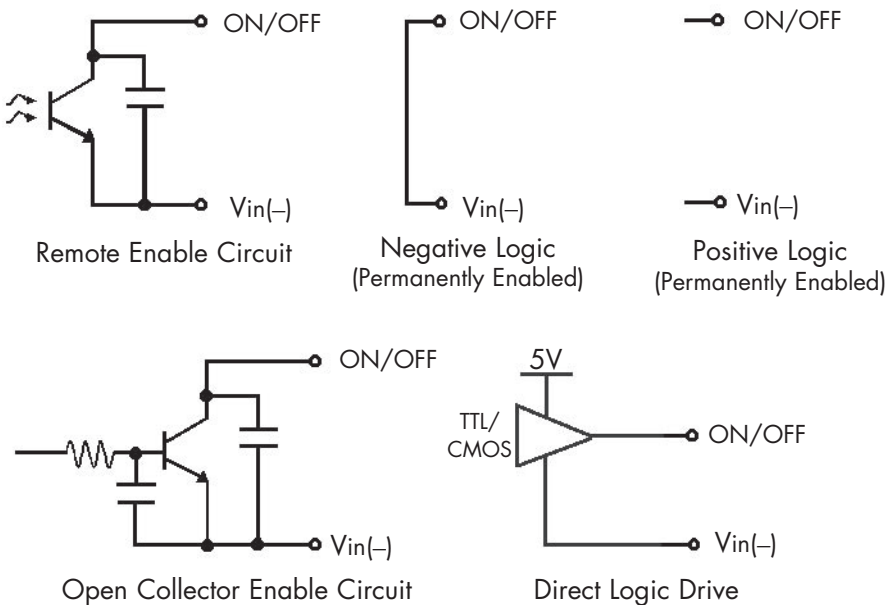 ON/OFF
Vin(–)
Remote Enable Circuit
ON/OFF
Vin(–)
Negative Logic
(Permanently Enabled)
ON/OFF
Vin(–)
Positive Logic
(Permanently Enabled)
ON/OFF
Vin(–)
Open Collector Enable Circuit
5V
TTL/
CMOS
ON/OFF
Vin(–)
Direct Logic Drive